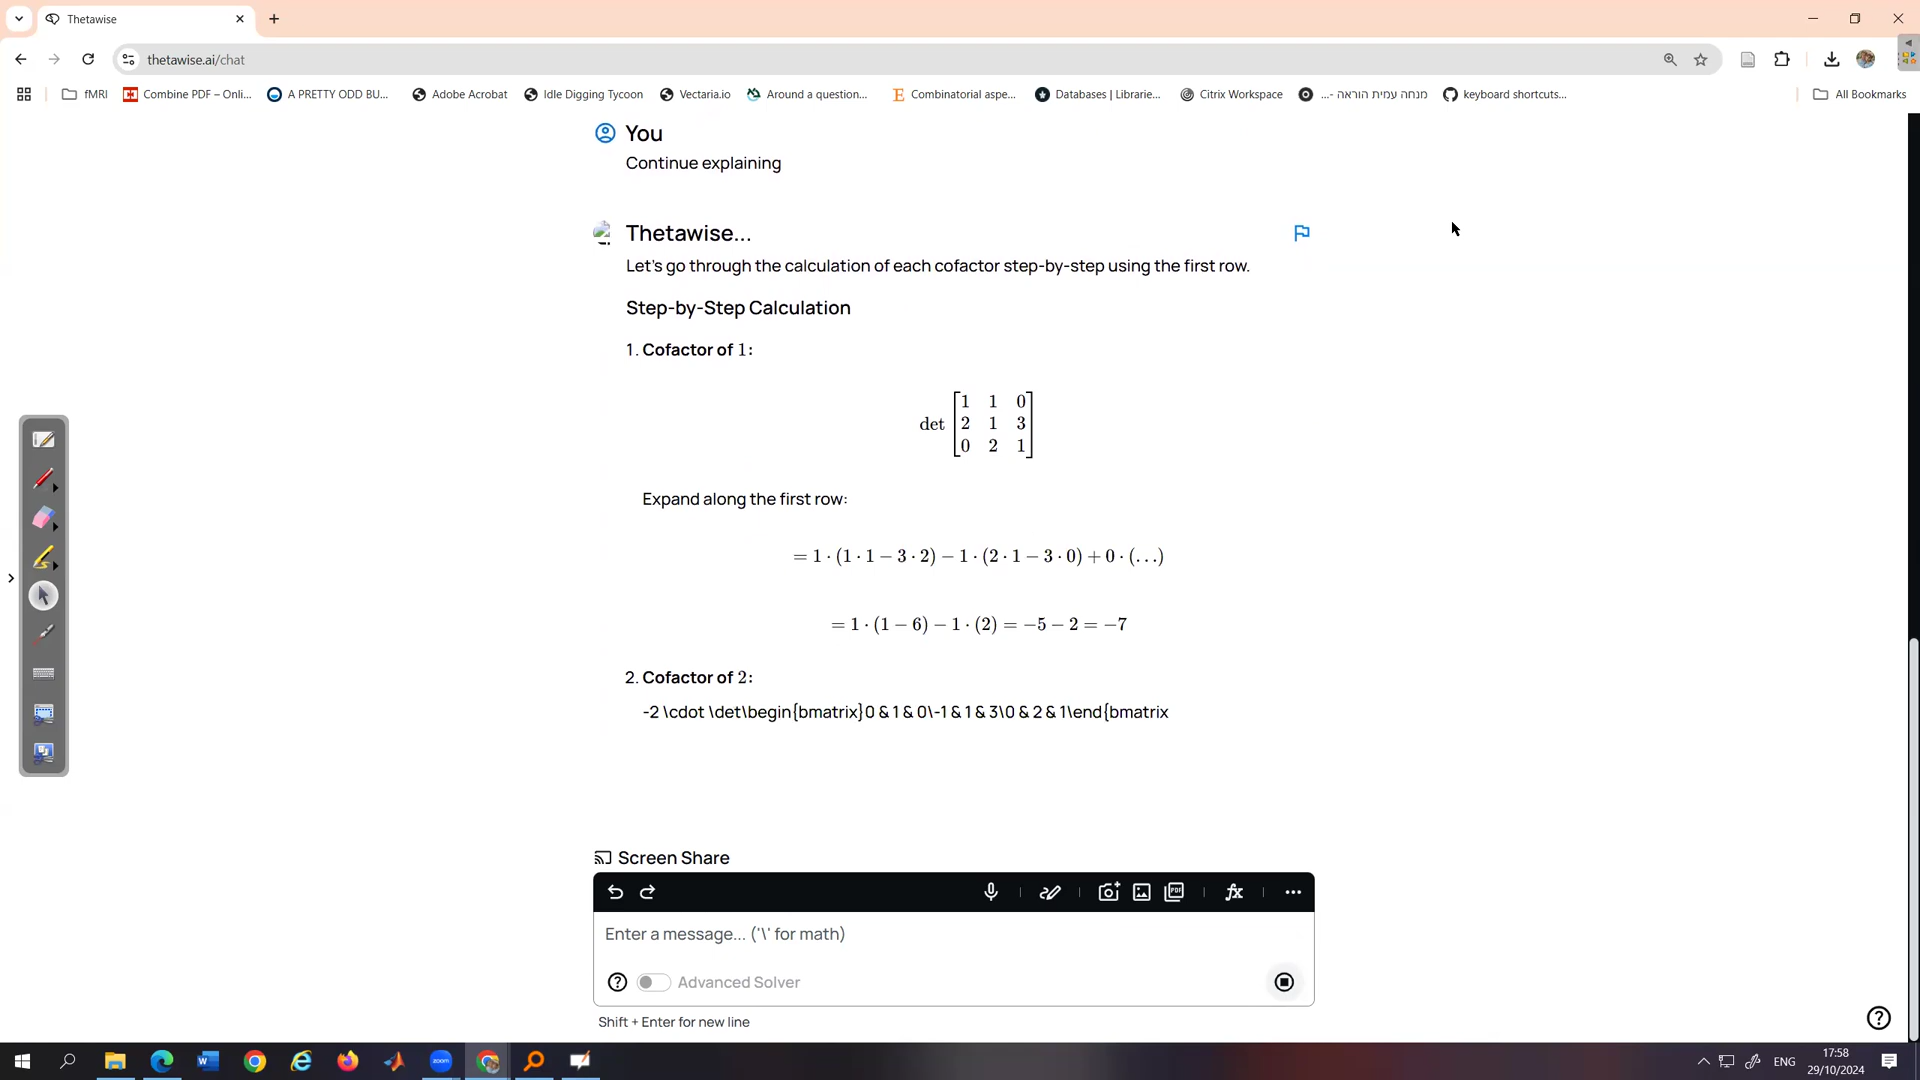 Thetawise
thetawise.ai/chat
fMRI
Combine PDF – Onli...
A PRETTY ODD BU...
Adobe Acrobat
Idle Digging Tycoon
Vectaria.io
Around a question...
Combinatorial aspe...
Databases | Librarie...
Citrix Workspace
מנחה עמית הוראה -...
keyboard shortcuts...
All Bookmarks
You
Continue explaining
Thetawise...
Let's go through the calculation of each cofactor step-by-step using the first row.
Step-by-Step Calculation
1. Cofactor of 1:
1 1 0
det 2 1 3
0 2 1
Expand along the first row:
= 1 · (1 · 1 − 3 · 2) − 1 · (2 · 1 − 3 · 0) + 0 · (…)
= 1 · (1 − 6) − 1 · (2) = −5 − 2 = −7
2. Cofactor of 2:
-2 \cdot \det\begin{bmatrix}0 & 1 & 0\-1 & 1 & 3\0 & 2 & 1\end{bmatrix
Screen Share
PDF
fx
Enter a message... ('\' for math)
Advanced Solver
Shift + Enter for new line
zoom
ENG
17:58
29/10/2024